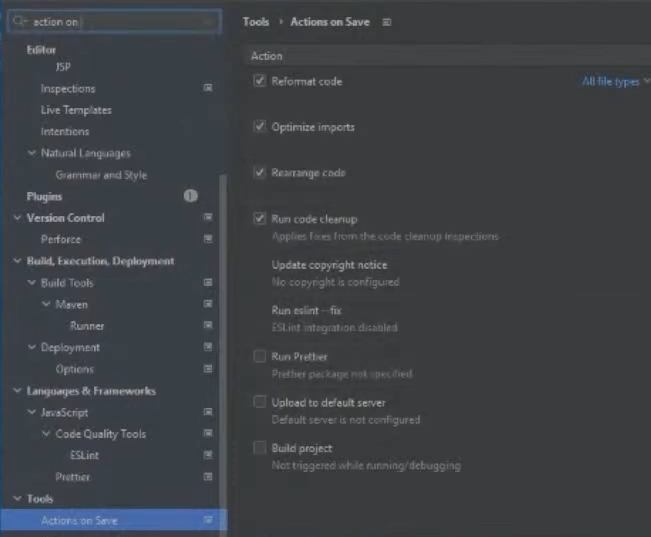 action on
Editor
JSP
Inspections
Live Templates
Intentions
Natural Languages
Grammar and Style
Plugins
1
Version Control
Perforce
Build, Execution, Deployment
Build Tools
Maven
Runner
Deployment
Options
Languages & Frameworks
JavaScript
Code Quality Tools
ESLint
Prettier
Tools
Actions on Save
Tools › Actions on Save
Action
Reformat code All file types
Optimize imports
Rearrange code
Run code cleanup
Applies fixes from the code cleanup inspections
Update copyright notice
No copyright is configured
Run eslint --fix
ESLint integration disabled
Run Prettier
Prettier package not specified
Upload to default server
Default server is not configured
Build project
Not triggered while running/debugging